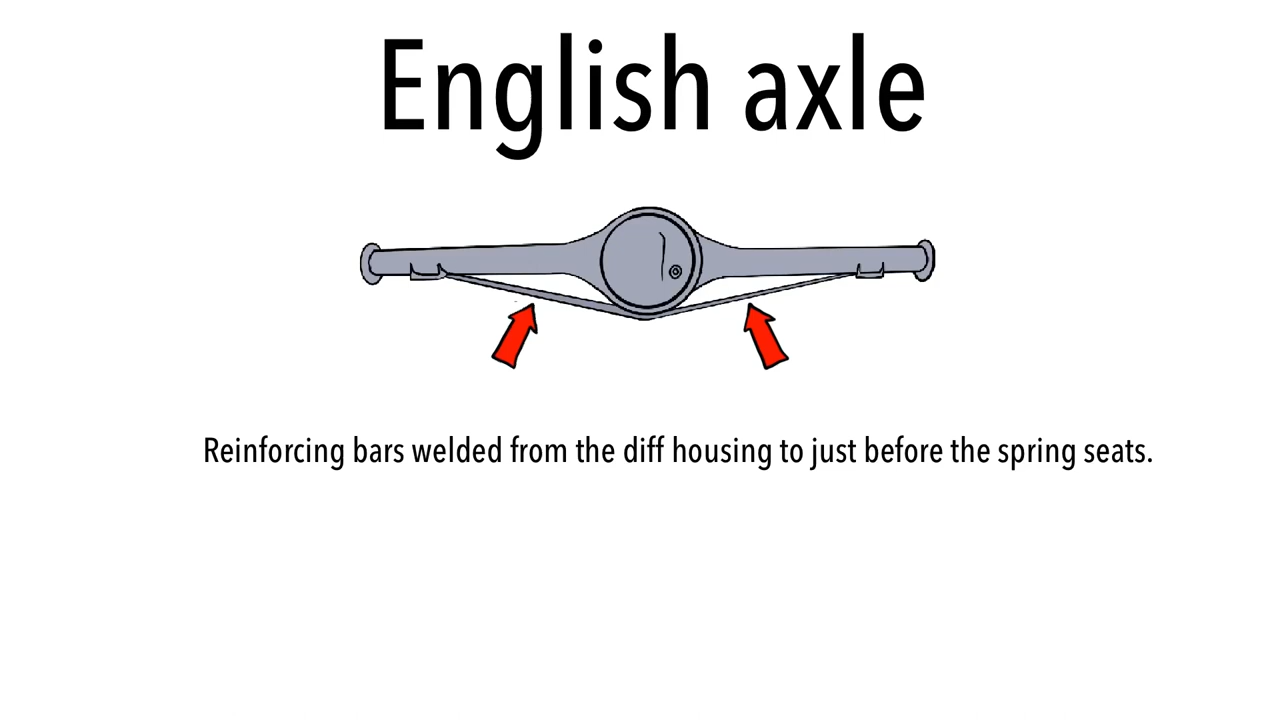 English axle
Reinforcing bars welded from the diff housing to just before the spring seats.